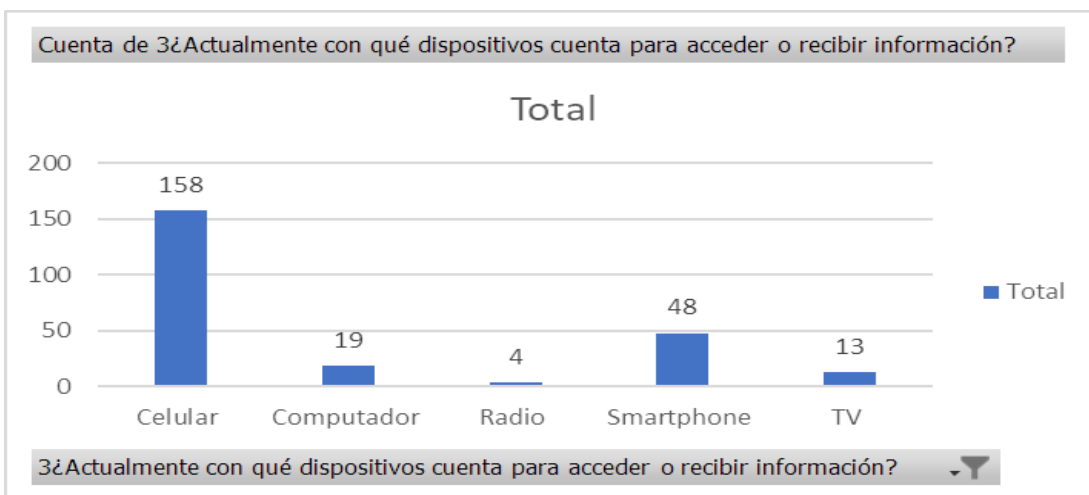 Cuenta de 3¿Actualmente con qué dispositivos cuenta para acceder o recibir información?
Total
200
150
100
50
0
158
19
4
48
13
Celular
Computador
Radio
Smartphone
TV
Total
3¿Actualmente con qué dispositivos cuenta para acceder o recibir información?